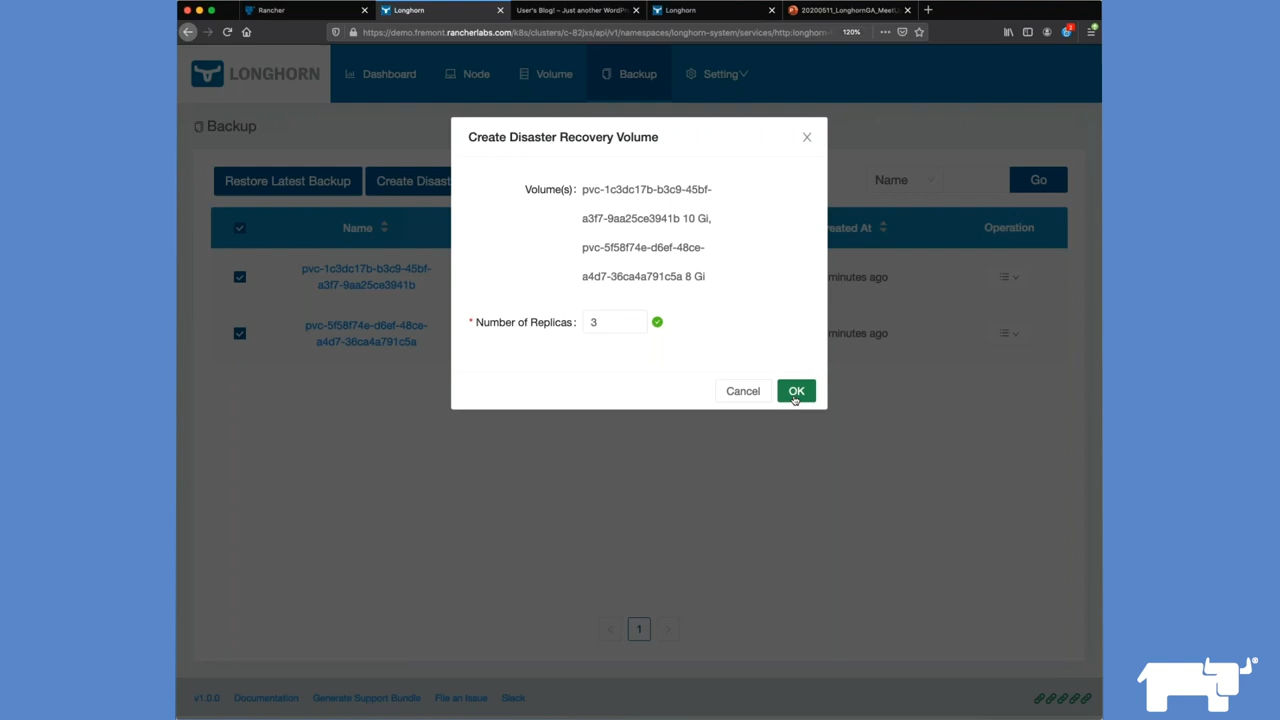 Rancher
Longhorn
User's Blog! – Just another WordPr
Longhorn
20200511_LonghornGA_MeetU
https://demo.fremont.rancherlabs.com/k8s/clusters/c-82jxs/api/v1/namespaces/longhorn-system/services/http:longhorn-
120%
2
LONGHORN
Dashboard
Node
Volume
Backup
Setting
Backup
Create Disaster Recovery Volume
Restore Latest Backup
Create Disast
Name
Go
Volume(s) :
pvc-1c3dc17b-b3c9-45bf-
a3f7-9aa25ce3941b 10 Gi,
pvc-5f58f74e-d6ef-48ce-
a4d7-36ca4a791c5a 8 Gi
Name
eated At
Operation
pvc-1c3dc17b-b3c9-45bf-
a3f7-9aa25ce3941b
minutes ago
pvc-5f58f74e-d6ef-48ce-
a4d7-36ca4a791c5a
minutes ago
* Number of Replicas :
3
Cancel
OK
< 1 >
v1.0.0
Documentation
Generate Support Bundle
File an Issue
Slack
®